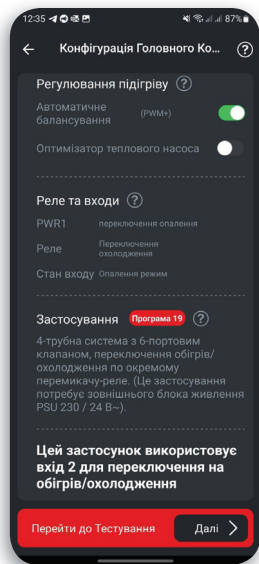 12:35 87%
Конфігурація Головного Ко... ?
Регулювання підігріву ?
Автоматичне
балансування (PWM+)
Оптимізатор теплового насоса
Реле та входи ?
PWR1 переключення опалення
Реле Переключення
охолодження
Стан входу Опалення режим
Застосування Програма 19 ?
4-трубна система з 6-портовим
клапаном, переключення обігрів/
охолодження по окремому
перемикачу-реле. (Це застосування
потребує зовнішнього блока живлення
PSU 230 / 24 В~).
Цей застосунок використовує
вхід 2 для переключення на
обігрів/охолодження
Перейти до Тестування Далі